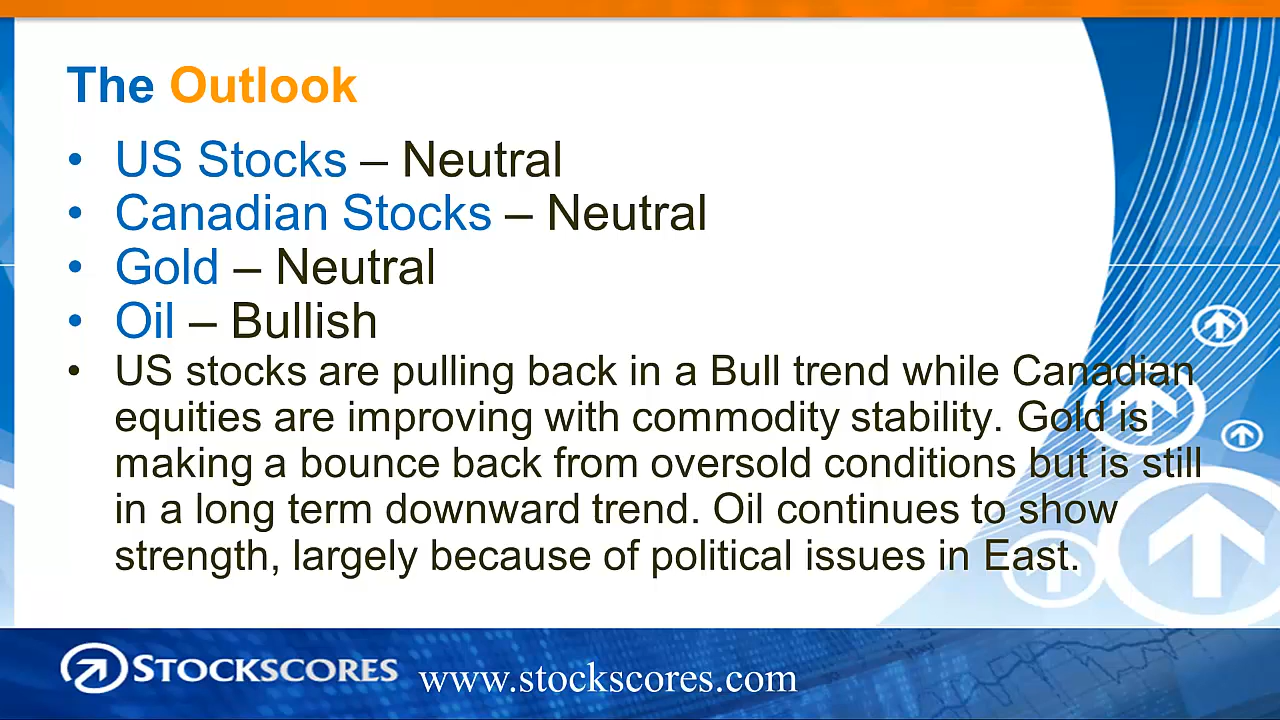 The Outlook
• US Stocks – Neutral
• Canadian Stocks – Neutral
• Gold – Neutral
• Oil – Bullish
• US stocks are pulling back in a Bull trend while Canadian
equities are improving with commodity stability. Gold is
making a bounce back from oversold conditions but is still
in a long term downward trend. Oil continues to show
strength, largely because of political issues in East.
STOCKSCORES www.stockscores.com